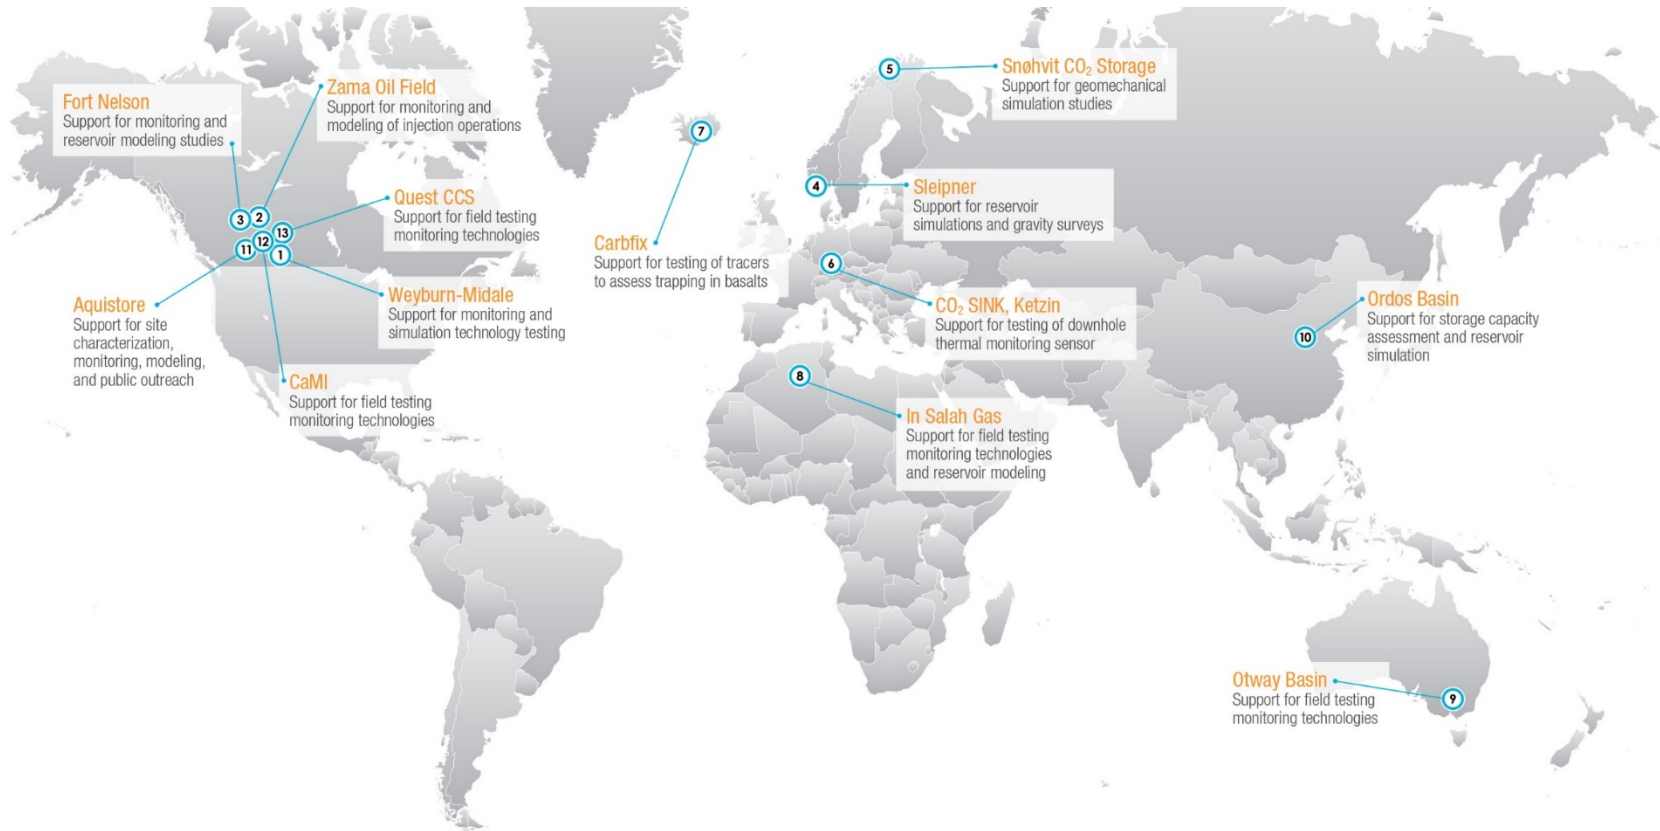 Fort Nelson
Support for monitoring and
reservoir modeling studies
Zama Oil Field
Support for monitoring and
modeling of injection operations
Quest CCS
Support for field testing
monitoring technologies
3
2
13
12
11
1
Aquistore
Support for site
characterization,
monitoring, modeling,
and public outreach
Weyburn-Midale
Support for monitoring and
simulation technology testing
CaMI
Support for field testing
monitoring technologies
7
Carbfix
Support for testing of tracers
to assess trapping in basalts
5
Snøhvit CO₂ Storage
Support for geomechanical
simulation studies
4
Sleipner
Support for reservoir
simulations and gravity surveys
6
CO₂ SINK, Ketzin
Support for testing of downhole
thermal monitoring sensor
8
In Salah Gas
Support for field testing
monitoring technologies
and reservoir modeling
10
Ordos Basin
Support for storage capacity
assessment and reservoir
simulation
Otway Basin
Support for field testing
monitoring technologies
9